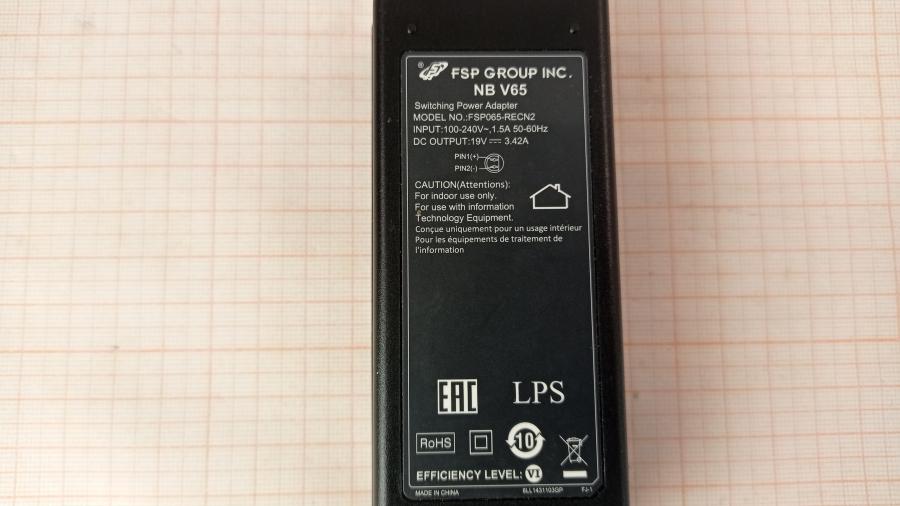 ® FSP GROUP INC.
NB V65
Switching Power Adapter
MODEL NO.:FSP065-RECN2
INPUT:100-240V~,1.5A 50-60Hz
DC OUTPUT:19V ⎓ 3.42A
PIN1(+)
PIN2(-)
CAUTION(Attentions):
For indoor use only.
For use with information
Technology Equipment.
Conçue uniquement pour un usage intérieur
Pour les équipements de traitement de
l'information
EAC LPS
RoHS 10
EFFICIENCY LEVEL: VI
MADE IN CHINA 6LL1431103GP FJ-1